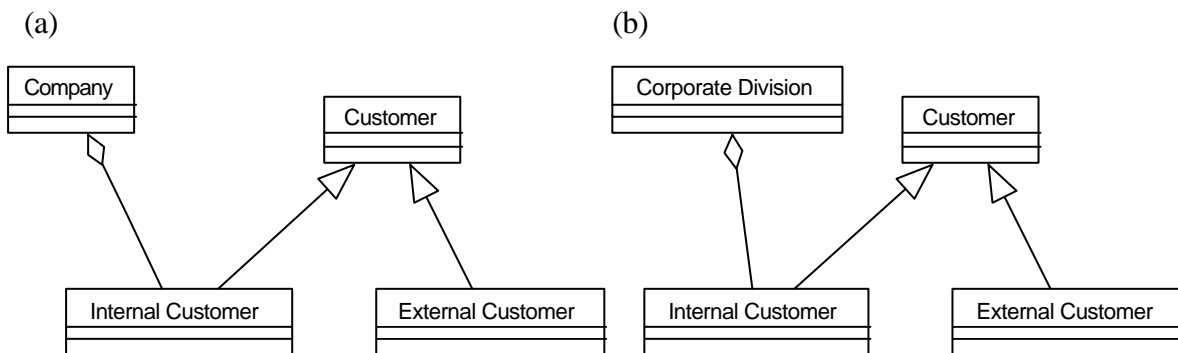 (a)
Company
Customer
Internal Customer
External Customer
(b)
Corporate Division
Customer
Internal Customer
External Customer